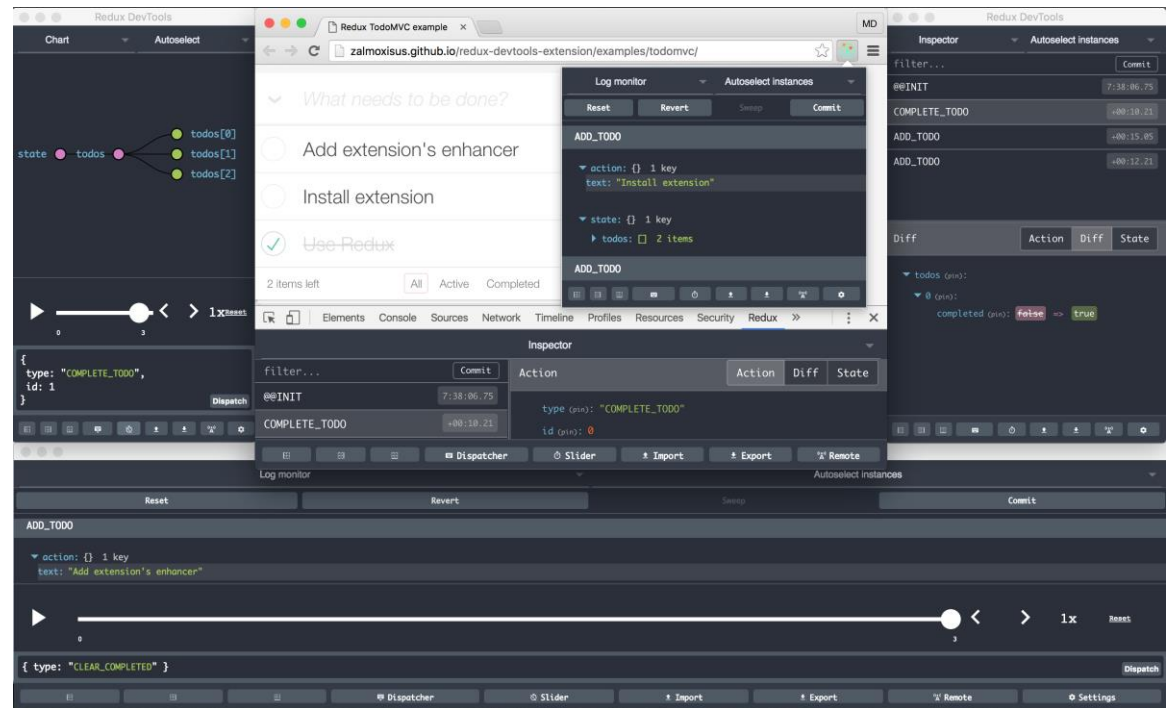 Redux DevTools
Chart
Autoselect
state
todos
todos[0]
todos[1]
todos[2]
0
3
1x
Reset
{
type: "COMPLETE_TODO",
id: 1
}
Dispatch
Redux TodoMVC example
MD
zalmoxisus.github.io/redux-devtools-extension/examples/todomvc/
What needs to be done?
Add extension's enhancer
Install extension
Use Redux
2 items left
All
Active
Completed
Log monitor
Autoselect instances
Reset
Revert
Sweep
Commit
ADD_TODO
action: {} 1 key
text: "Install extension"
state: {} 1 key
todos: [] 2 items
ADD_TODO
Elements
Console
Sources
Network
Timeline
Profiles
Resources
Security
Redux
Inspector
filter...
Commit
@@INIT
7:38:06.75
COMPLETE_TODO
+00:10.21
Action
Action
Diff
State
type (pin): "COMPLETE_TODO"
id (pin): 0
Dispatcher
Slider
Import
Export
Remote
Redux DevTools
Inspector
Autoselect instances
filter...
Commit
@@INIT
7:38:06.75
COMPLETE_TODO
+00:10.21
ADD_TODO
+00:15.05
ADD_TODO
+00:12.21
Diff
Action
Diff
State
todos (pin):
0 (pin):
completed (pin): false => true
Log monitor
Autoselect instances
Reset
Revert
Sweep
Commit
ADD_TODO
action: {} 1 key
text: "Add extension's enhancer"
0
3
1x
Reset
{ type: "CLEAR_COMPLETED" }
Dispatch
Dispatcher
Slider
Import
Export
Remote
Settings